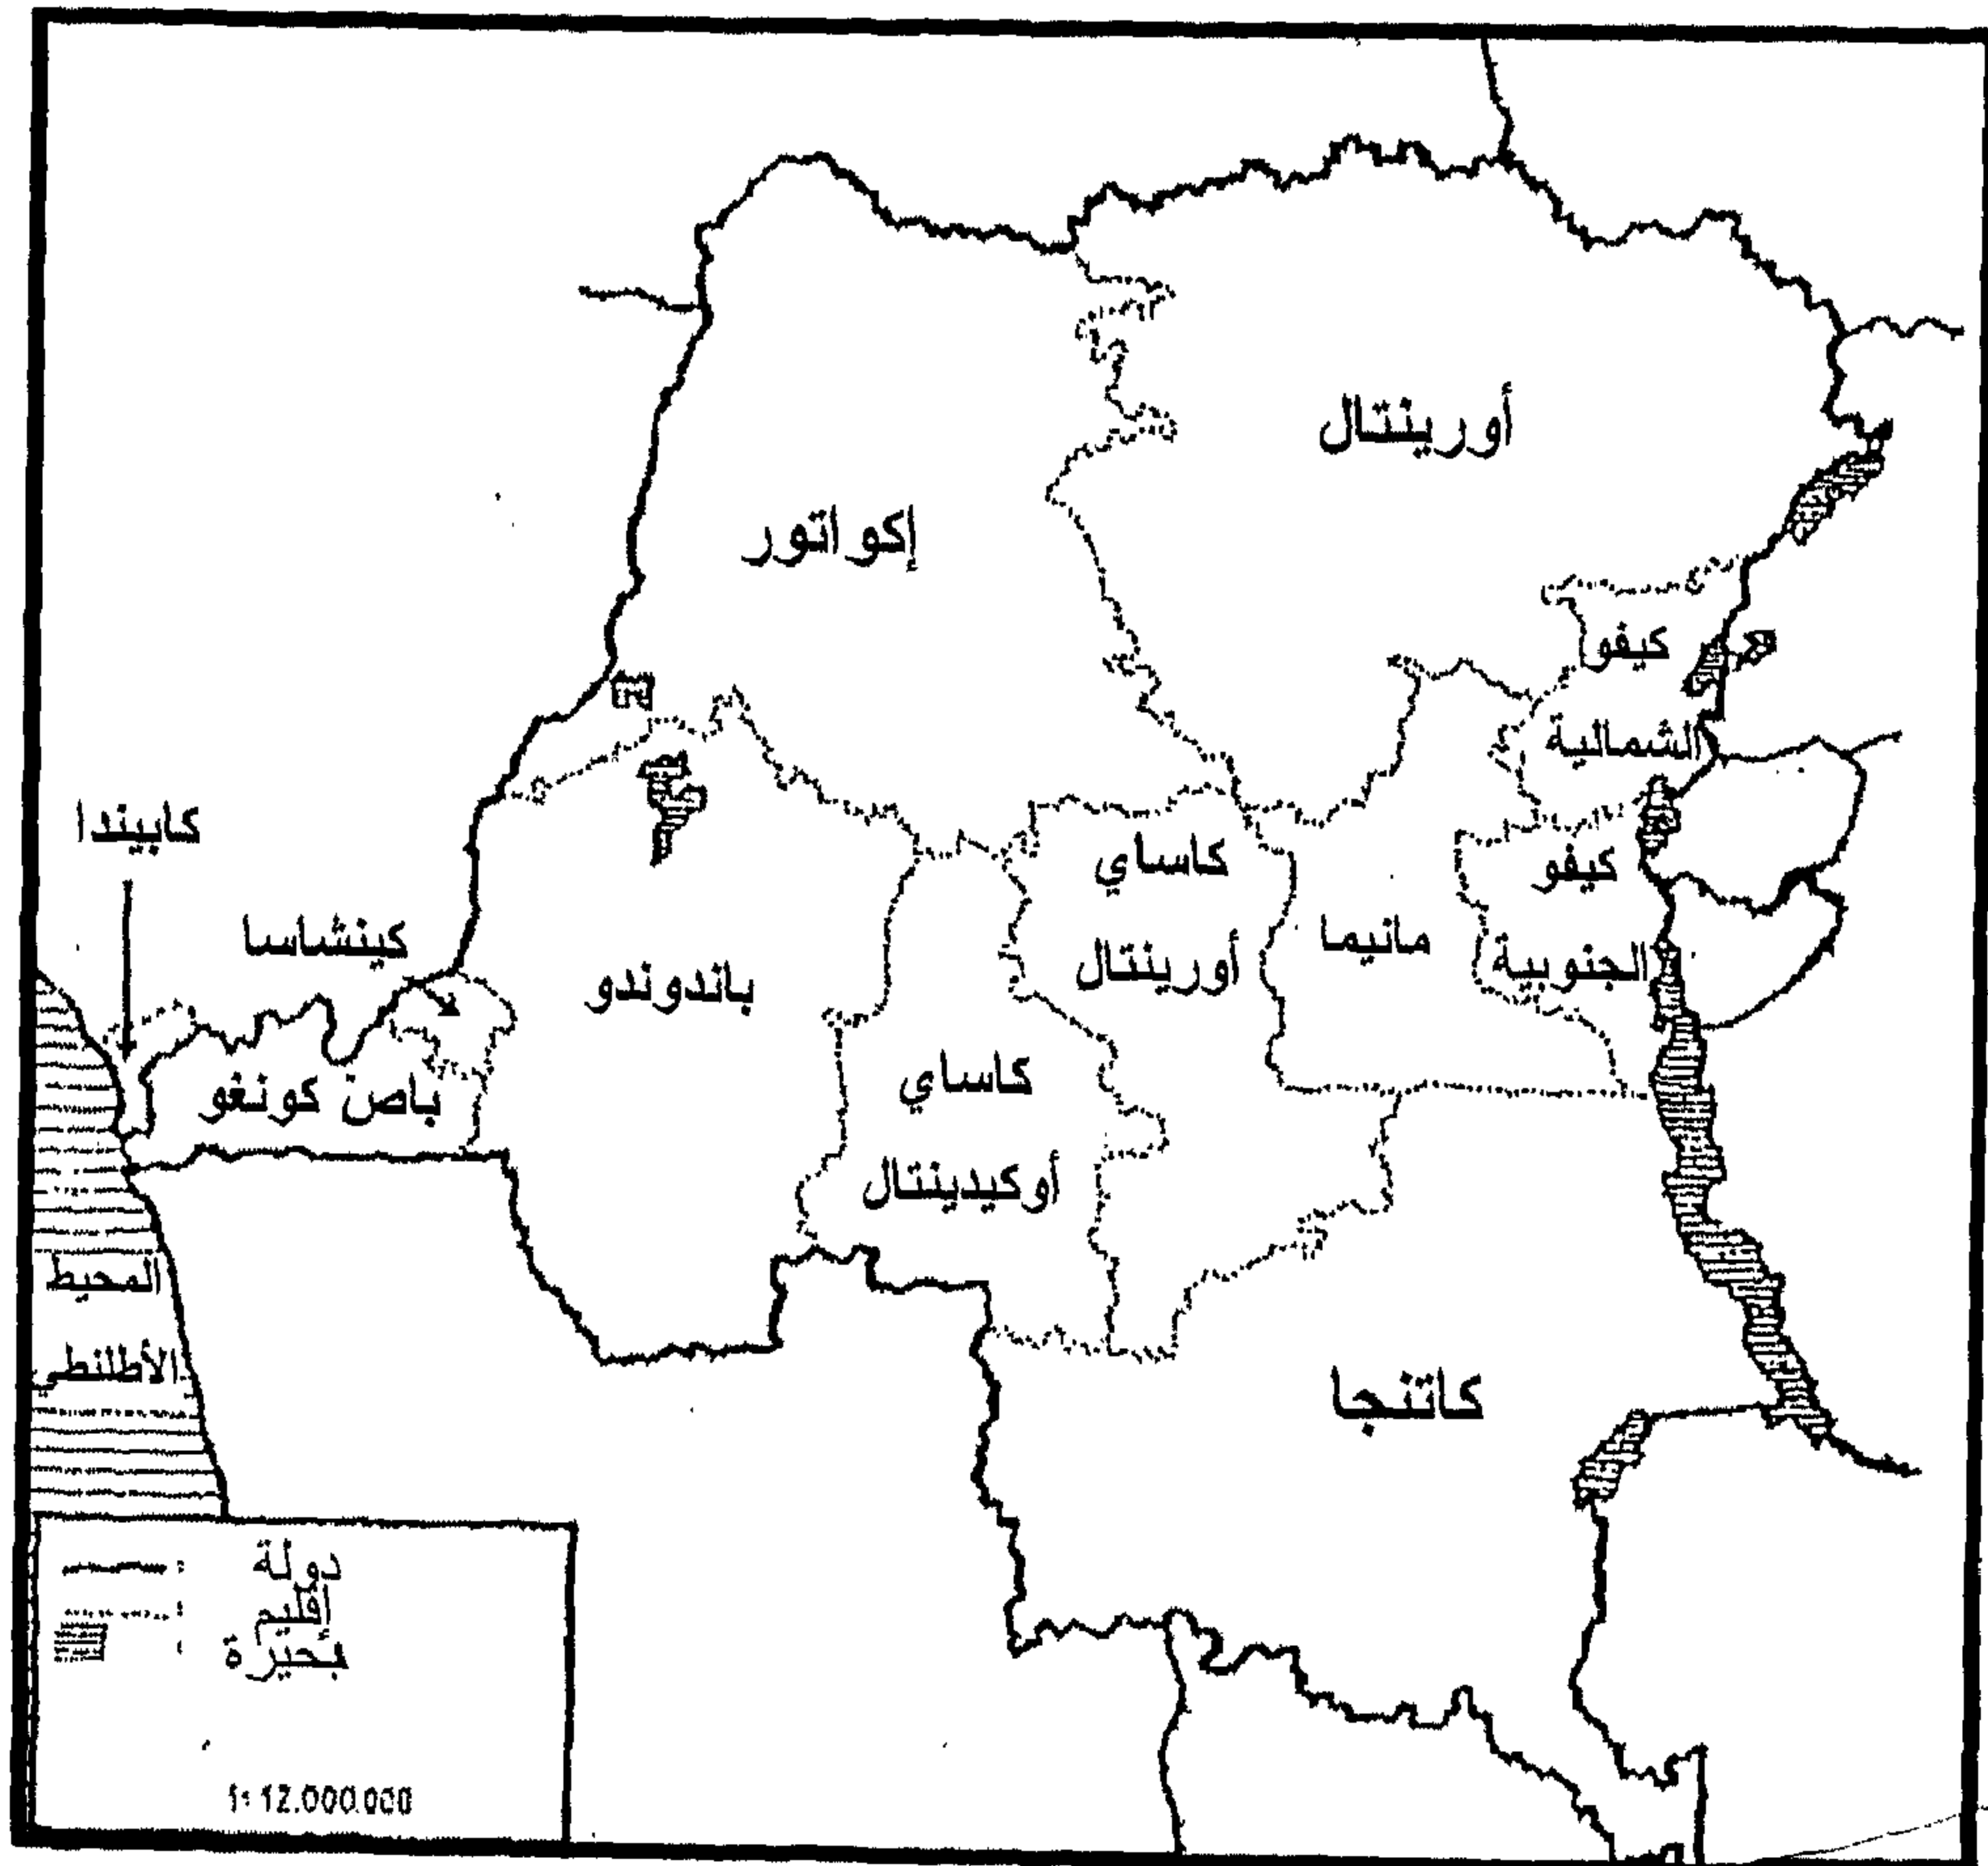 أورينتال
إكواتور
كيفو
الشمالية
كابيندا
كاساي
أورينتال
كيفو
الجنوبية
مانيما
كينشاسا
باندوندو
باص كونغو
كاساي
أوكيدينتال
المحيط
الأطلنطي
كاتنجا
دولة
إقليم
بحيرة
1:12.000.000